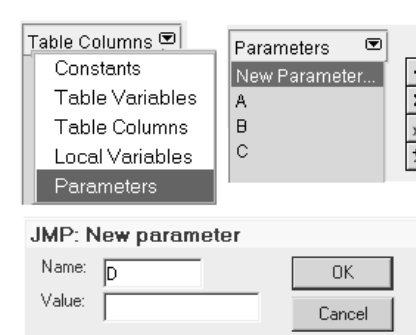 Table Columns
Constants
Table Variables
Table Columns
Local Variables
Parameters
Parameters
New Parameter...
A
B
C
JMP: New parameter
Name: D
OK
Value:
Cancel